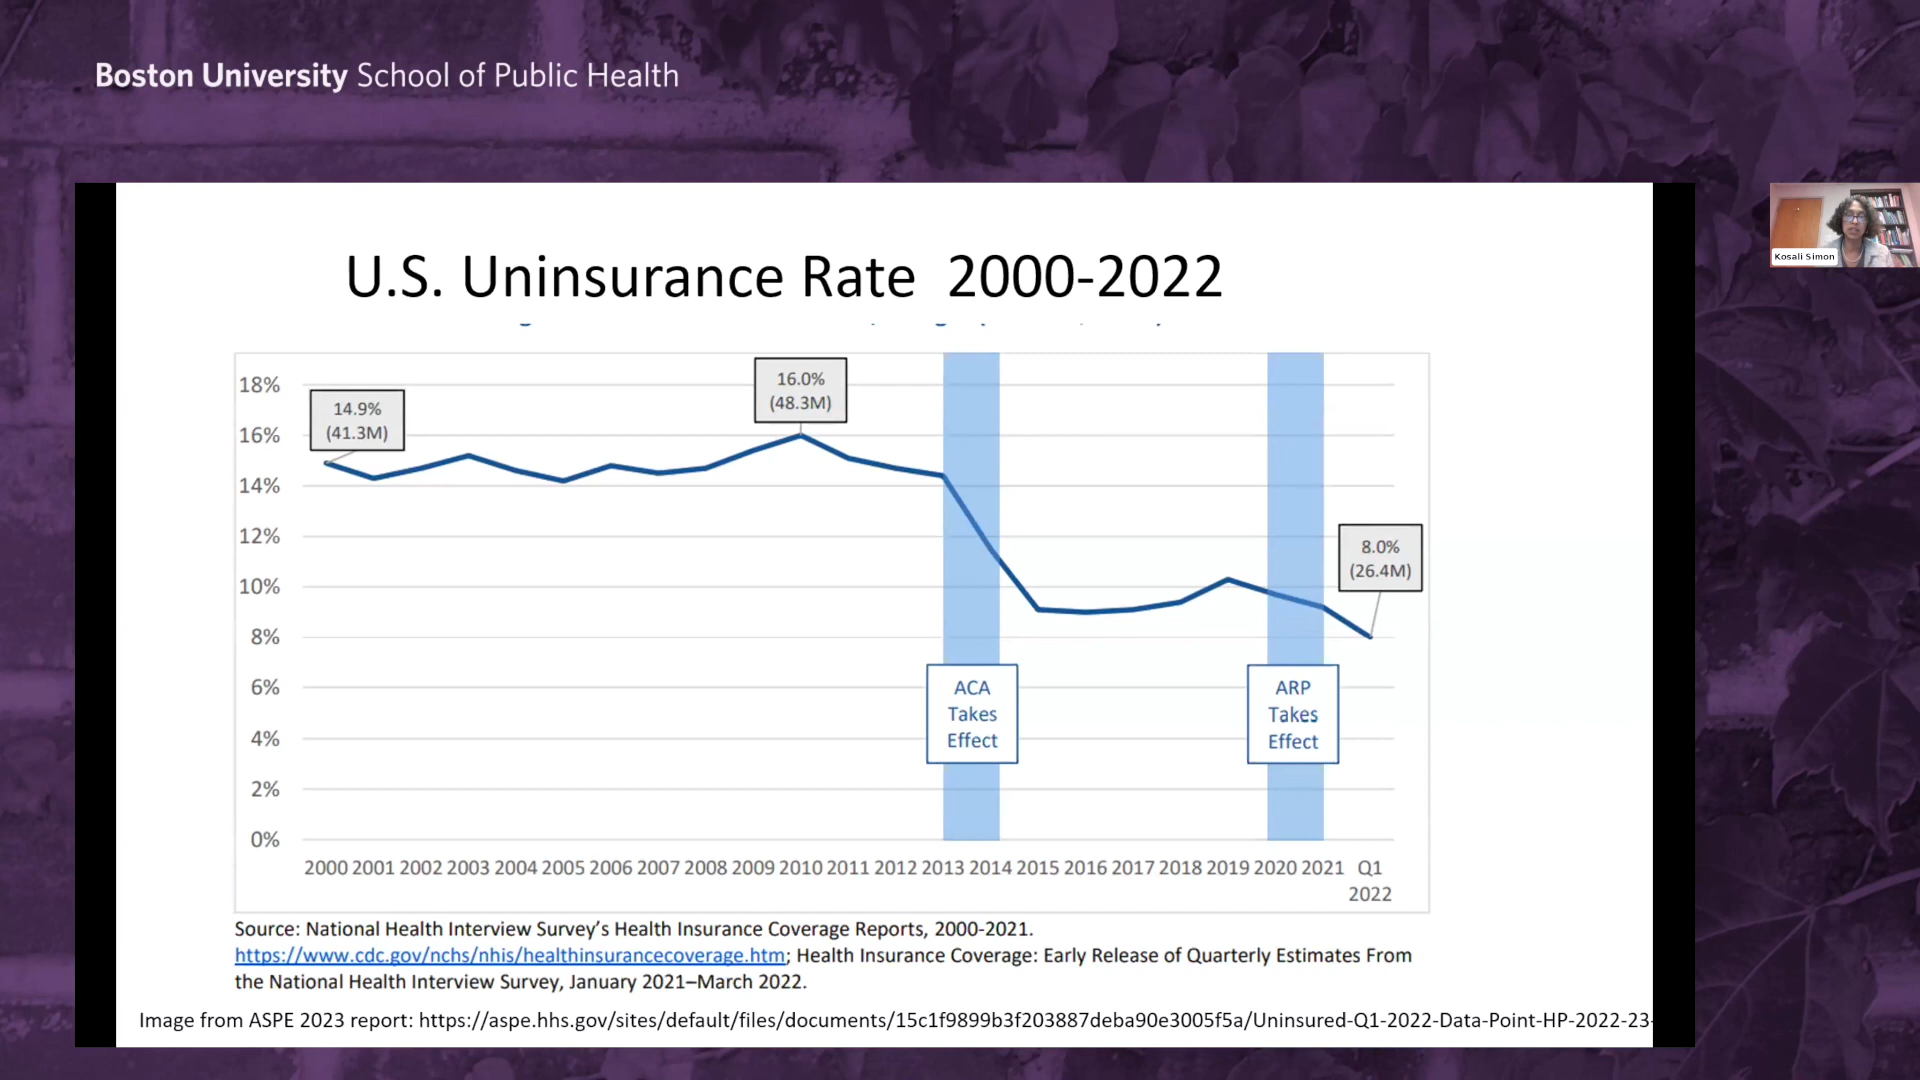 Boston University School of Public Health
Kosali Simon
U.S. Uninsurance Rate 2000-2022
18%
16%
14%
12%
10%
8%
6%
4%
2%
0%
14.9%
(41.3M)
16.0%
(48.3M)
8.0%
(26.4M)
ACA
Takes
Effect
ARP
Takes
Effect
2000 2001 2002 2003 2004 2005 2006 2007 2008 2009 2010 2011 2012 2013 2014 2015 2016 2017 2018 2019 2020 2021 Q1
2022
Source: National Health Interview Survey’s Health Insurance Coverage Reports, 2000-2021.
https://www.cdc.gov/nchs/nhis/healthinsurancecoverage.htm; Health Insurance Coverage: Early Release of Quarterly Estimates From
the National Health Interview Survey, January 2021–March 2022.
Image from ASPE 2023 report: https://aspe.hhs.gov/sites/default/files/documents/15c1f9899b3f203887deba90e3005f5a/Uninsured-Q1-2022-Data-Point-HP-2022-23-